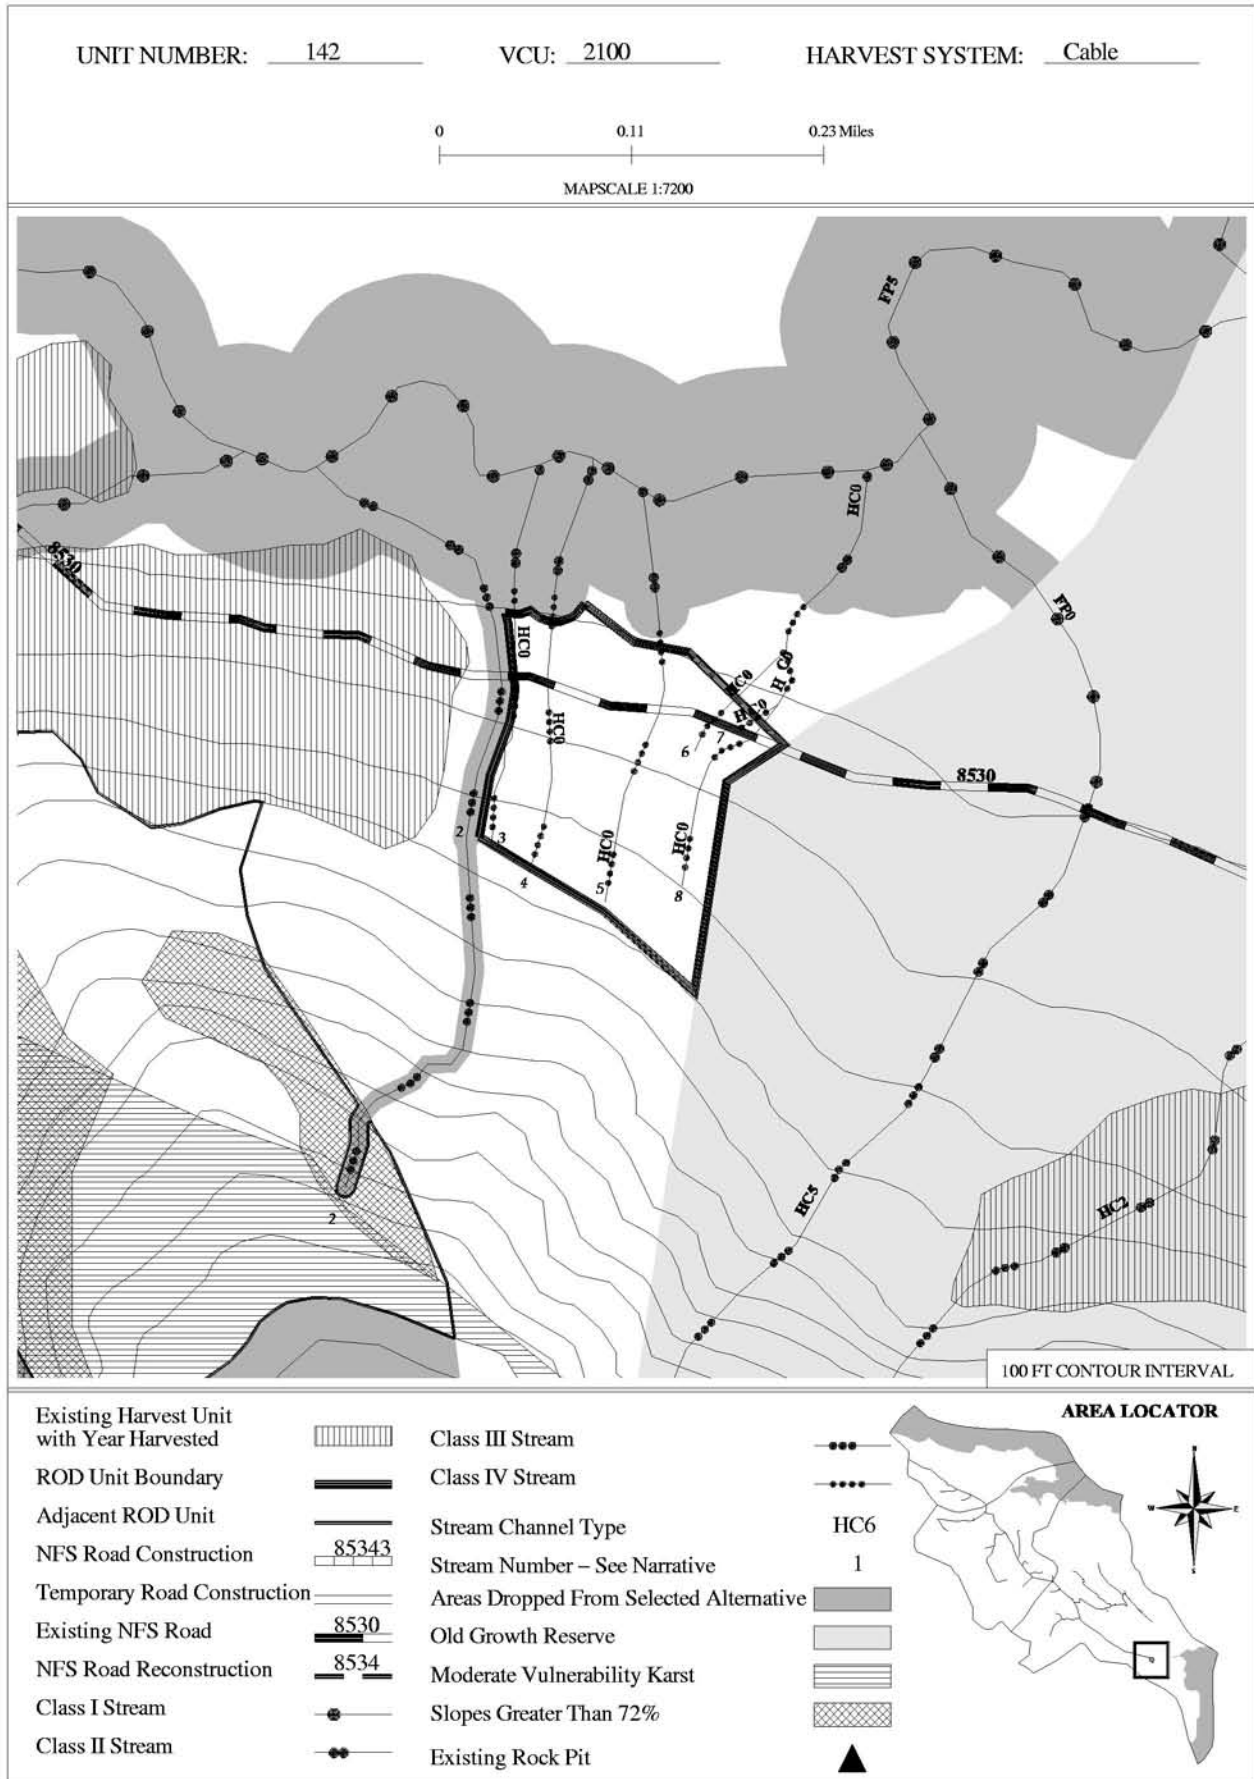 UNIT NUMBER: 142 VCU: 2100 HARVEST SYSTEM: Cable
0 0.11 0.23 Miles
MAPSCALE 1:7200
FP5
HC0
8530
FP0
HC0
HC0
H C0
HC0
HC0
6 7
8530
2 3
HC0
HC0
4 5 8
HC5
HC2
2
100 FT CONTOUR INTERVAL
Existing Harvest Unit
with Year Harvested
ROD Unit Boundary
Adjacent ROD Unit
NFS Road Construction 85343
Temporary Road Construction
Existing NFS Road 8530
NFS Road Reconstruction 8534
Class I Stream
Class II Stream
Class III Stream
Class IV Stream
Stream Channel Type HC6
Stream Number – See Narrative 1
Areas Dropped From Selected Alternative
Old Growth Reserve
Moderate Vulnerability Karst
Slopes Greater Than 72%
Existing Rock Pit
AREA LOCATOR
N
W E
S